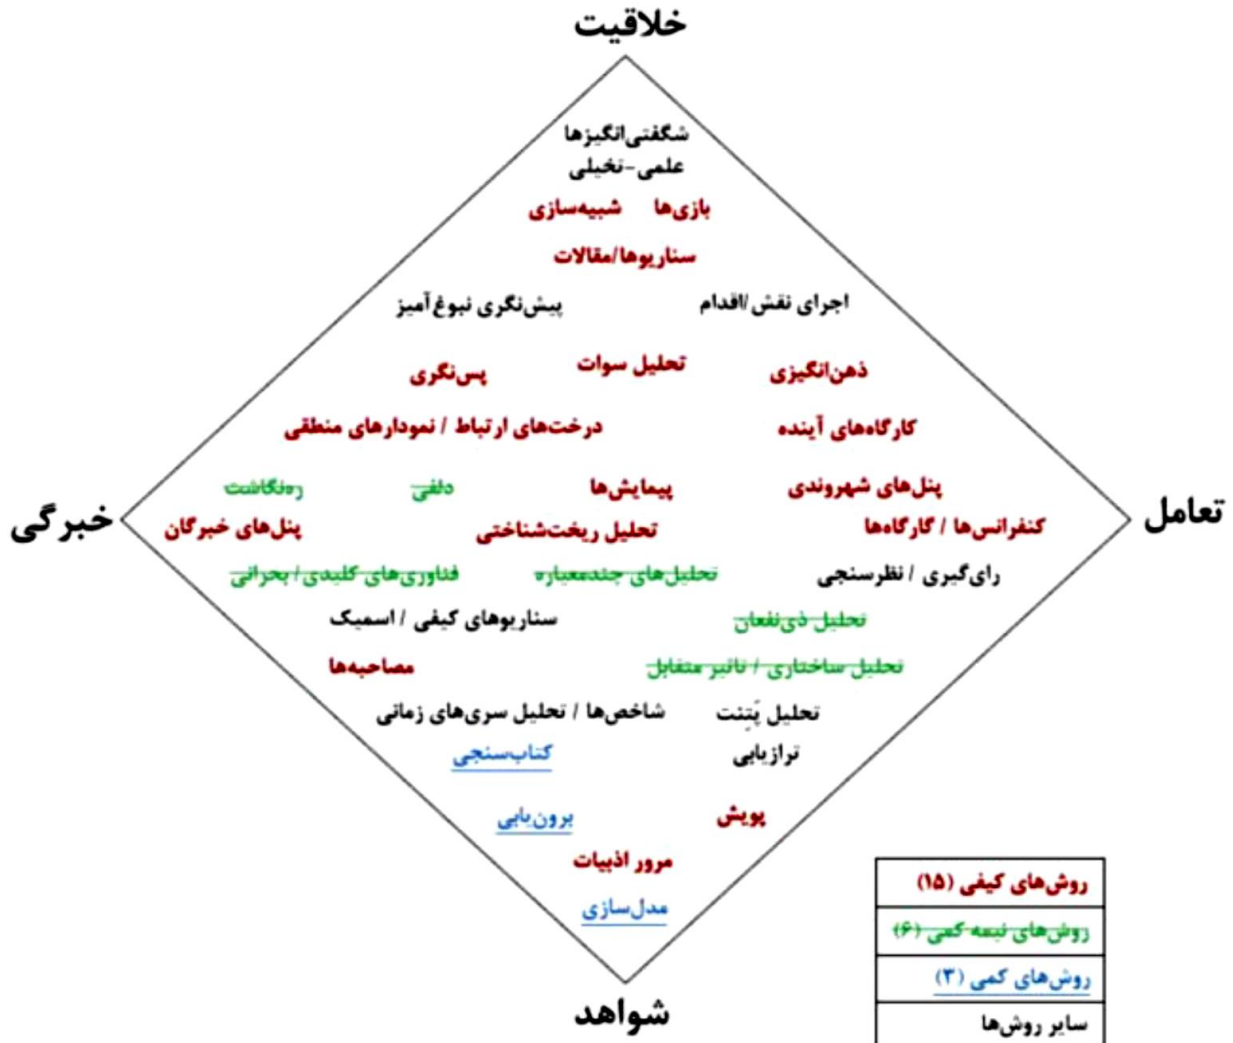 خلاقیت
شگفتی‌انگیزها
علمی-تخیلی
بازی‌ها شبیه‌سازی
سناریوها/مقالات
اجرای نقش/اقدام پیش‌نگری نبوغ‌آمیز
ذهن‌انگیزی تحلیل سوات پس‌نگری
کارگاه‌های آینده درخت‌های ارتباط / نمودارهای منطقی
پنل‌های شهروندی پیمایش‌ها دلفی ره‌نگاشت
تعامل
خبرگی
کنفرانس‌ها / گارگاه‌ها تحلیل ریخت‌شناختی پنل‌های خبرگان
رای‌گیری / نظرسنجی تحلیل‌های چندمعیاره فناوری‌های کلیدی/بحرانی
تحلیل ذی‌نفعان سناریوهای کیفی / اسمیک
تحلیل ساختاری / تاثیر متقابل مصاحبه‌ها
تحلیل پَتِنت شاخص‌ها / تحلیل سری‌های زمانی
ترازیابی کتاب‌سنجی
پویش برون‌یابی
مرور ادبیات
مدل‌سازی
شواهد
روش‌های کیفی (۱۵)
روش‌های نیمه کمی (۶)
روش‌های کمی (۳)
سایر روش‌ها